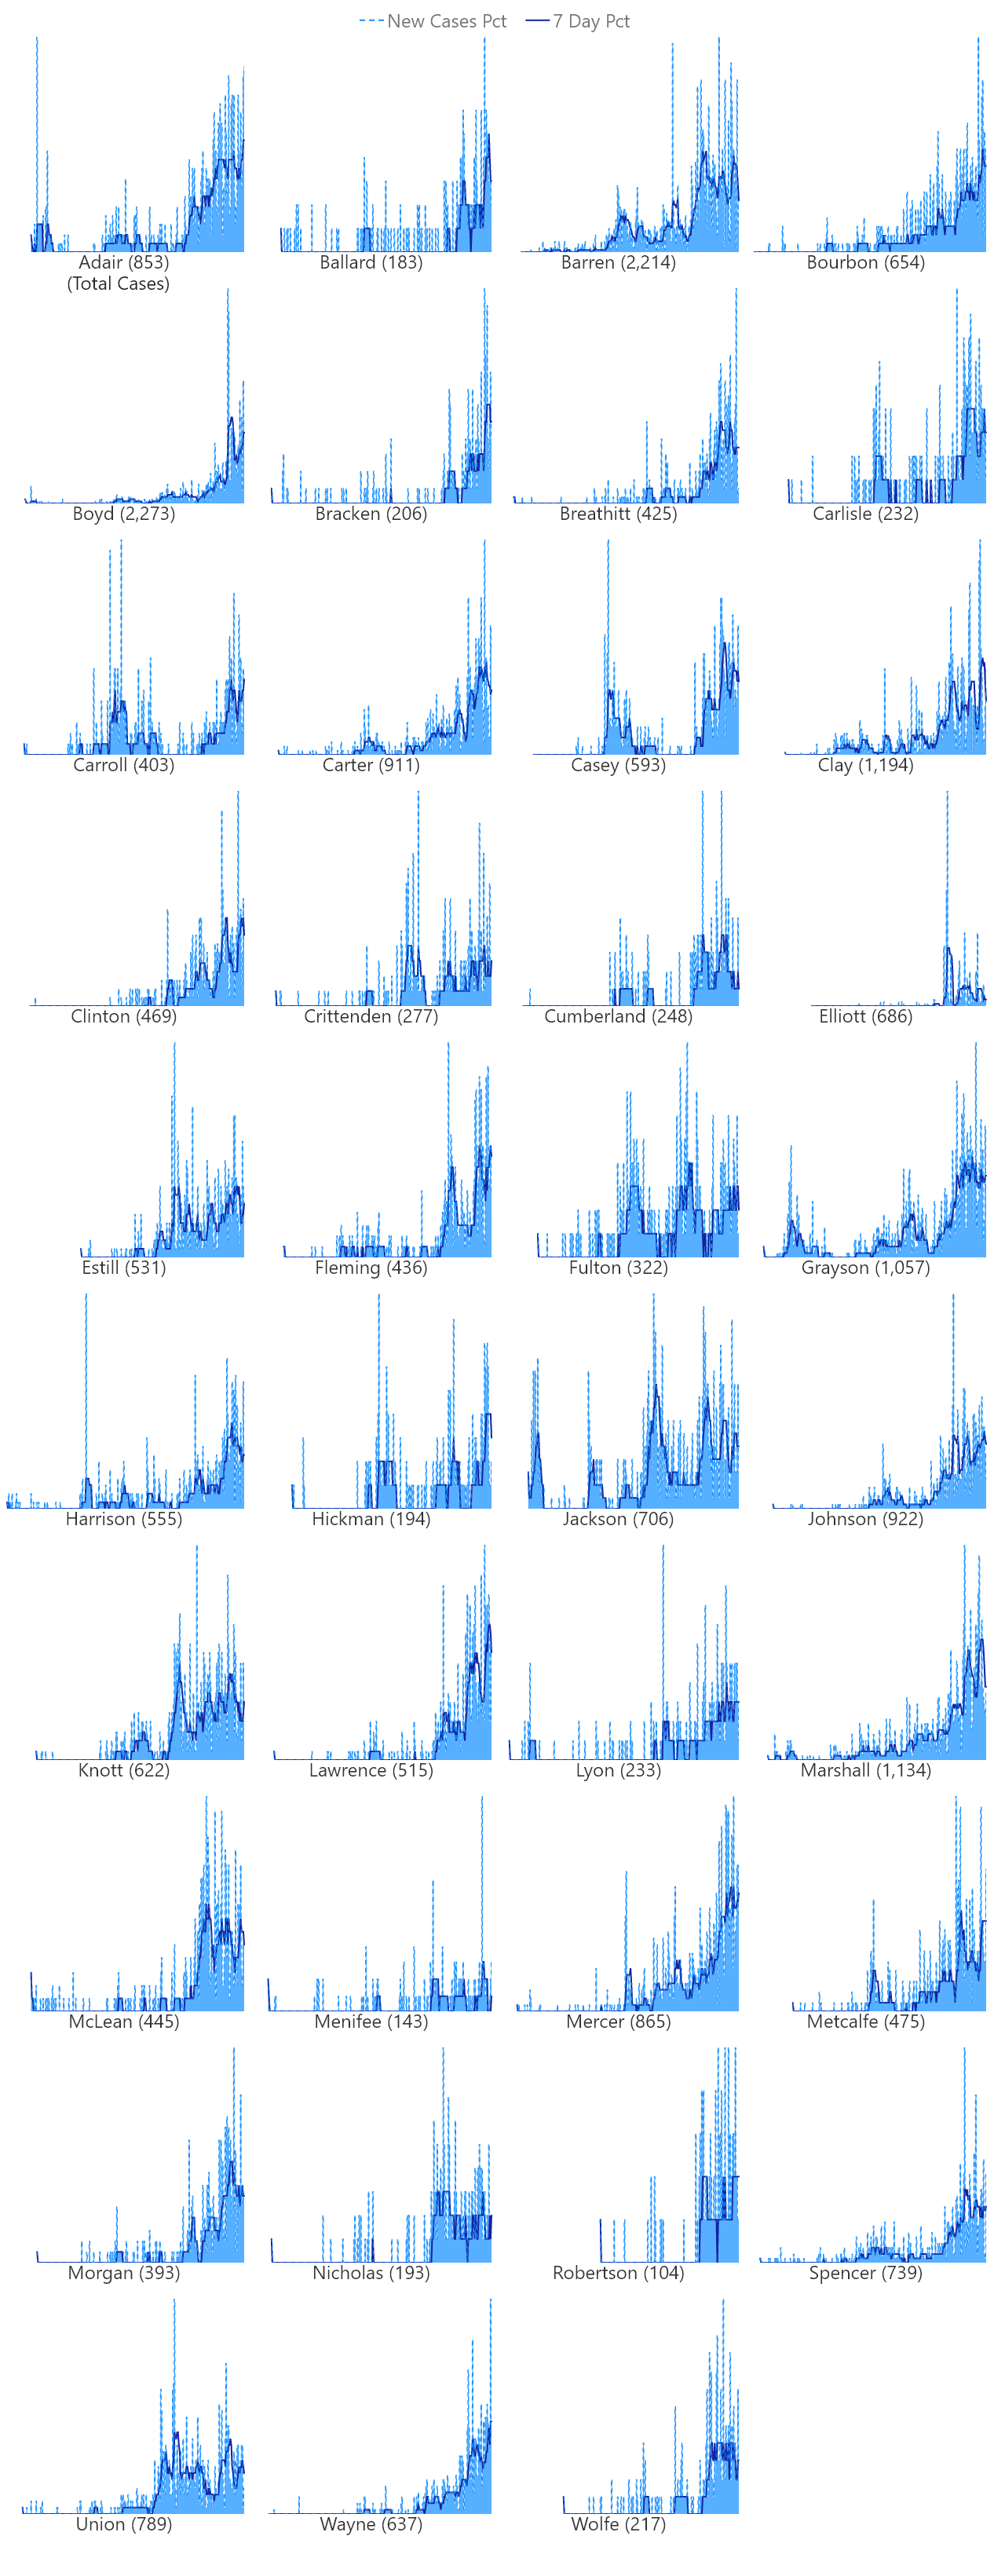 New Cases Pct 7 Day Pct
Adair (853) Ballard (183) Barren (2,214) Bourbon (654)
(Total Cases)
Boyd (2,273) Bracken (206) Breathitt (425) Carlisle (232)
Carroll (403) Carter (911) Casey (593) Clay (1,194)
Clinton (469) Crittenden (277) Cumberland (248) Elliott (686)
Estill (531) Fleming (436) Fulton (322) Grayson (1,057)
Harrison (555) Hickman (194) Jackson (706) Johnson (922)
Knott (622) Lawrence (515) Lyon (233) Marshall (1,134)
McLean (445) Menifee (143) Mercer (865) Metcalfe (475)
Morgan (393) Nicholas (193) Robertson (104) Spencer (739)
Union (789) Wayne (637) Wolfe (217)